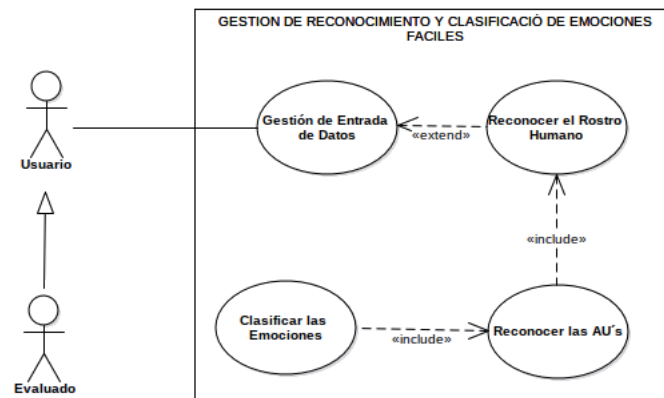 GESTION DE RECONOCIMIENTO Y CLASIFICACIÒ DE EMOCIONES
FACILES
Gestión de Entrada
de Datos
«extend»
Reconocer el Rostro
Humano
Usuario
«include»
Clasificar las
Emociones
«include»
Reconocer las AU´s
Evaluado